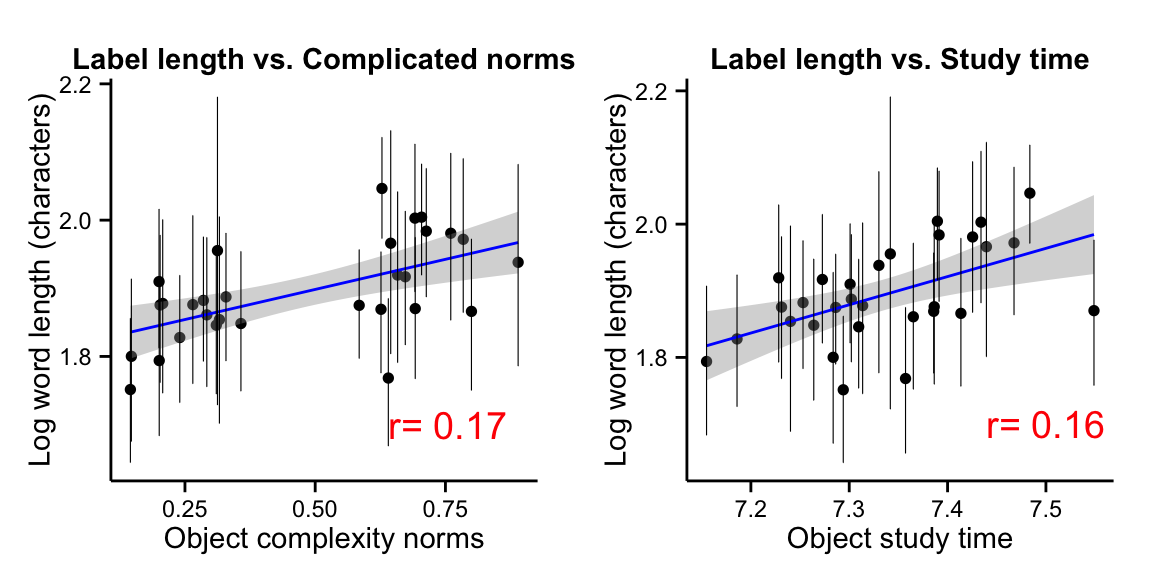 Label length vs. Complicated norms
Log word length (characters)
2.2
2.0
1.8
r= 0.17
0.25 0.50 0.75
Object complexity norms
Label length vs. Study time
Log word length (characters)
2.2
2.0
1.8
r= 0.16
7.2 7.3 7.4 7.5
Object study time